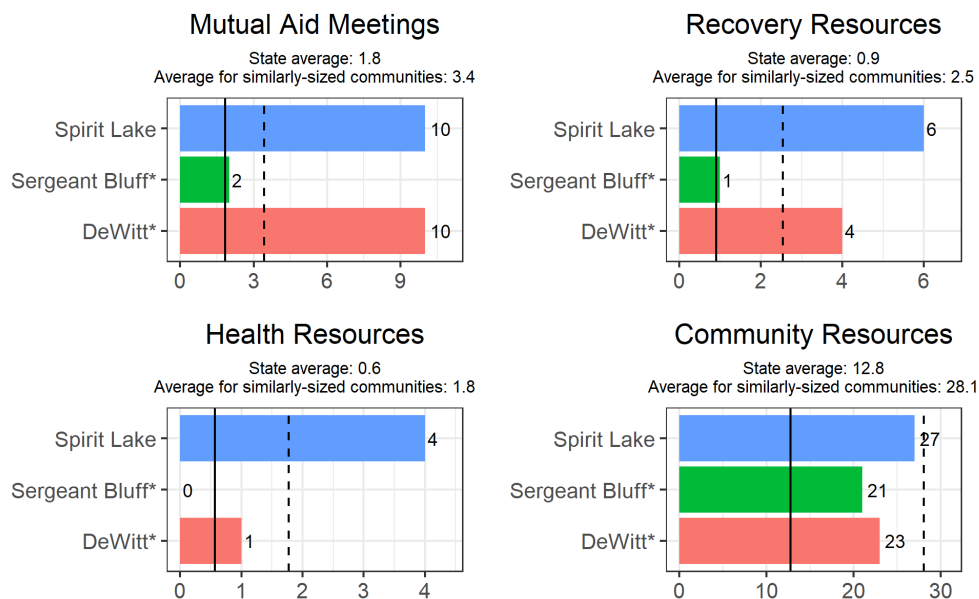 Mutual Aid Meetings
State average: 1.8
Average for similarly-sized communities: 3.4
Spirit Lake
10
Sergeant Bluff*
2
DeWitt*
10
0 3 6 9
Recovery Resources
State average: 0.9
Average for similarly-sized communities: 2.5
Spirit Lake
6
Sergeant Bluff*
1
DeWitt*
4
0 2 4 6
Health Resources
State average: 0.6
Average for similarly-sized communities: 1.8
Spirit Lake
4
Sergeant Bluff*
0
DeWitt*
1
0 1 2 3 4
Community Resources
State average: 12.8
Average for similarly-sized communities: 28.1
Spirit Lake
27
Sergeant Bluff*
21
DeWitt*
23
0 10 20 30